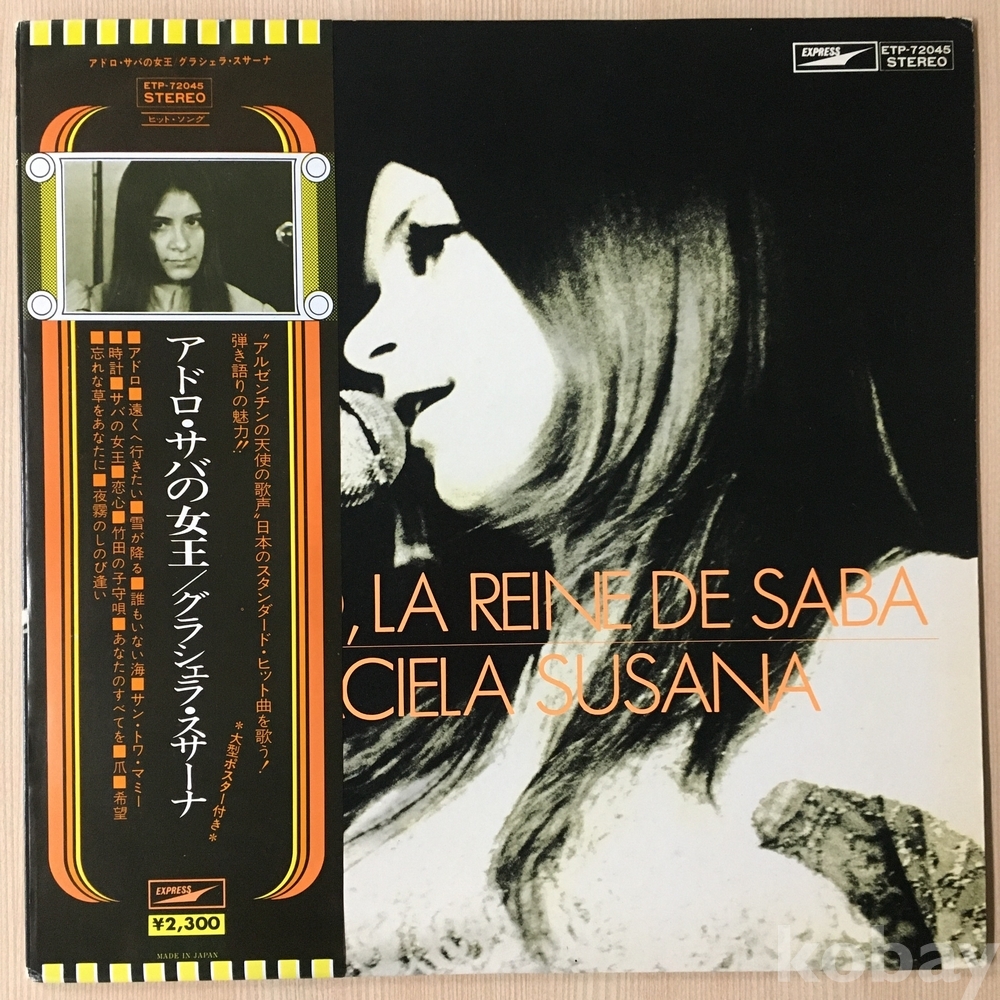 アドロ・サバの女王/グラシェラ・スサーナ
ETP-72045
STEREO
ヒット・ソング
"アルゼンチンの天使の歌声"日本のスタンダード・ヒット曲を歌う!
弾き語りの魅力!!
*大型ポスター付き*
アドロ・サバの女王/グラシェラ・スサーナ
■アドロ■遠くへ行きたい■雪が降る■誰もいない海■サン・トワ・マミー
■時計■サバの女王■恋心■竹田の子守唄■あなたのすべてを■爪■希望
■忘れな草をあなたに■夜霧のしのび逢い
EXPRESS
¥2,300
MADE IN JAPAN
EXPRESS
ETP-72045
STEREO
, LA REINE DE SABA
CIELA SUSANA
kobay